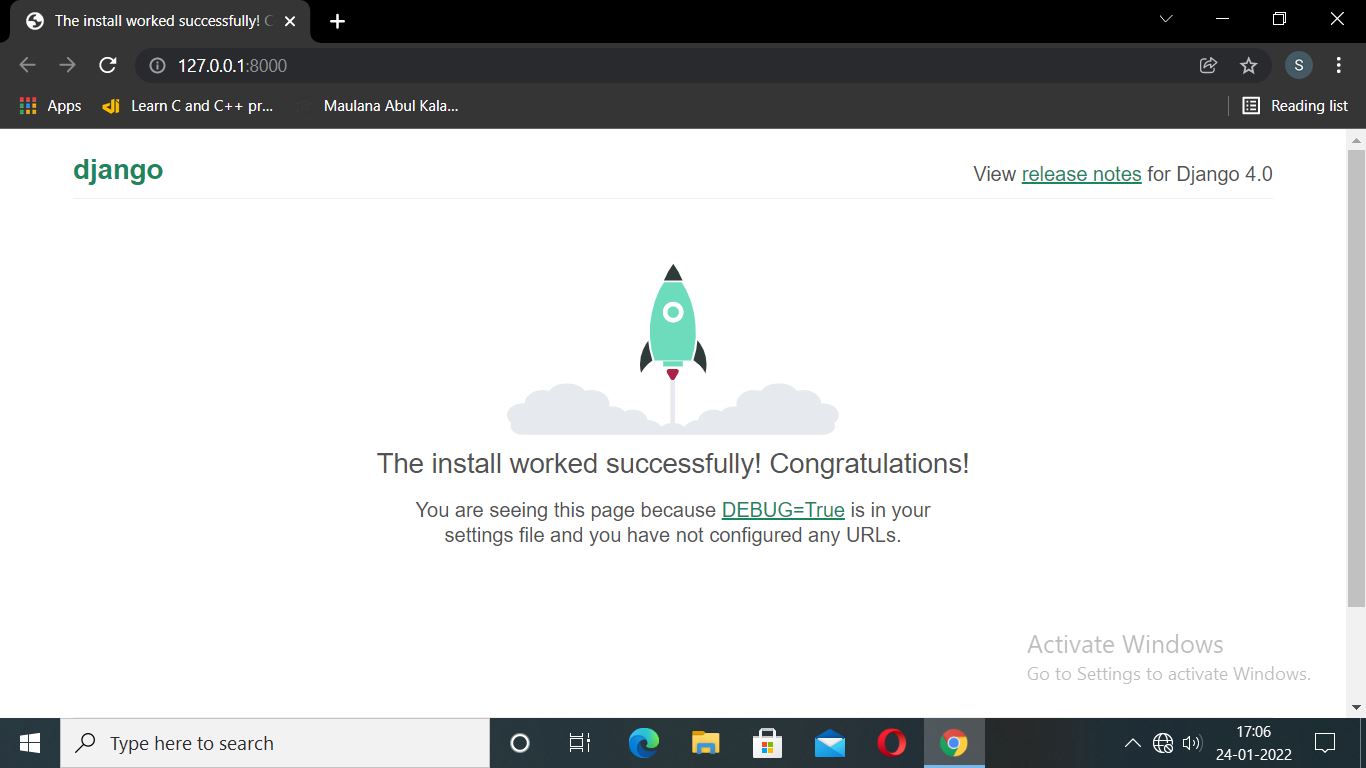 The install worked successfully! C
127.0.0.1:8000
S
Apps
Learn C and C++ pr...
Maulana Abul Kala...
Reading list
django
View release notes for Django 4.0
The install worked successfully! Congratulations!
You are seeing this page because DEBUG=True is in your
settings file and you have not configured any URLs.
Activate Windows
Go to Settings to activate Windows.
Type here to search
17:06
24-01-2022